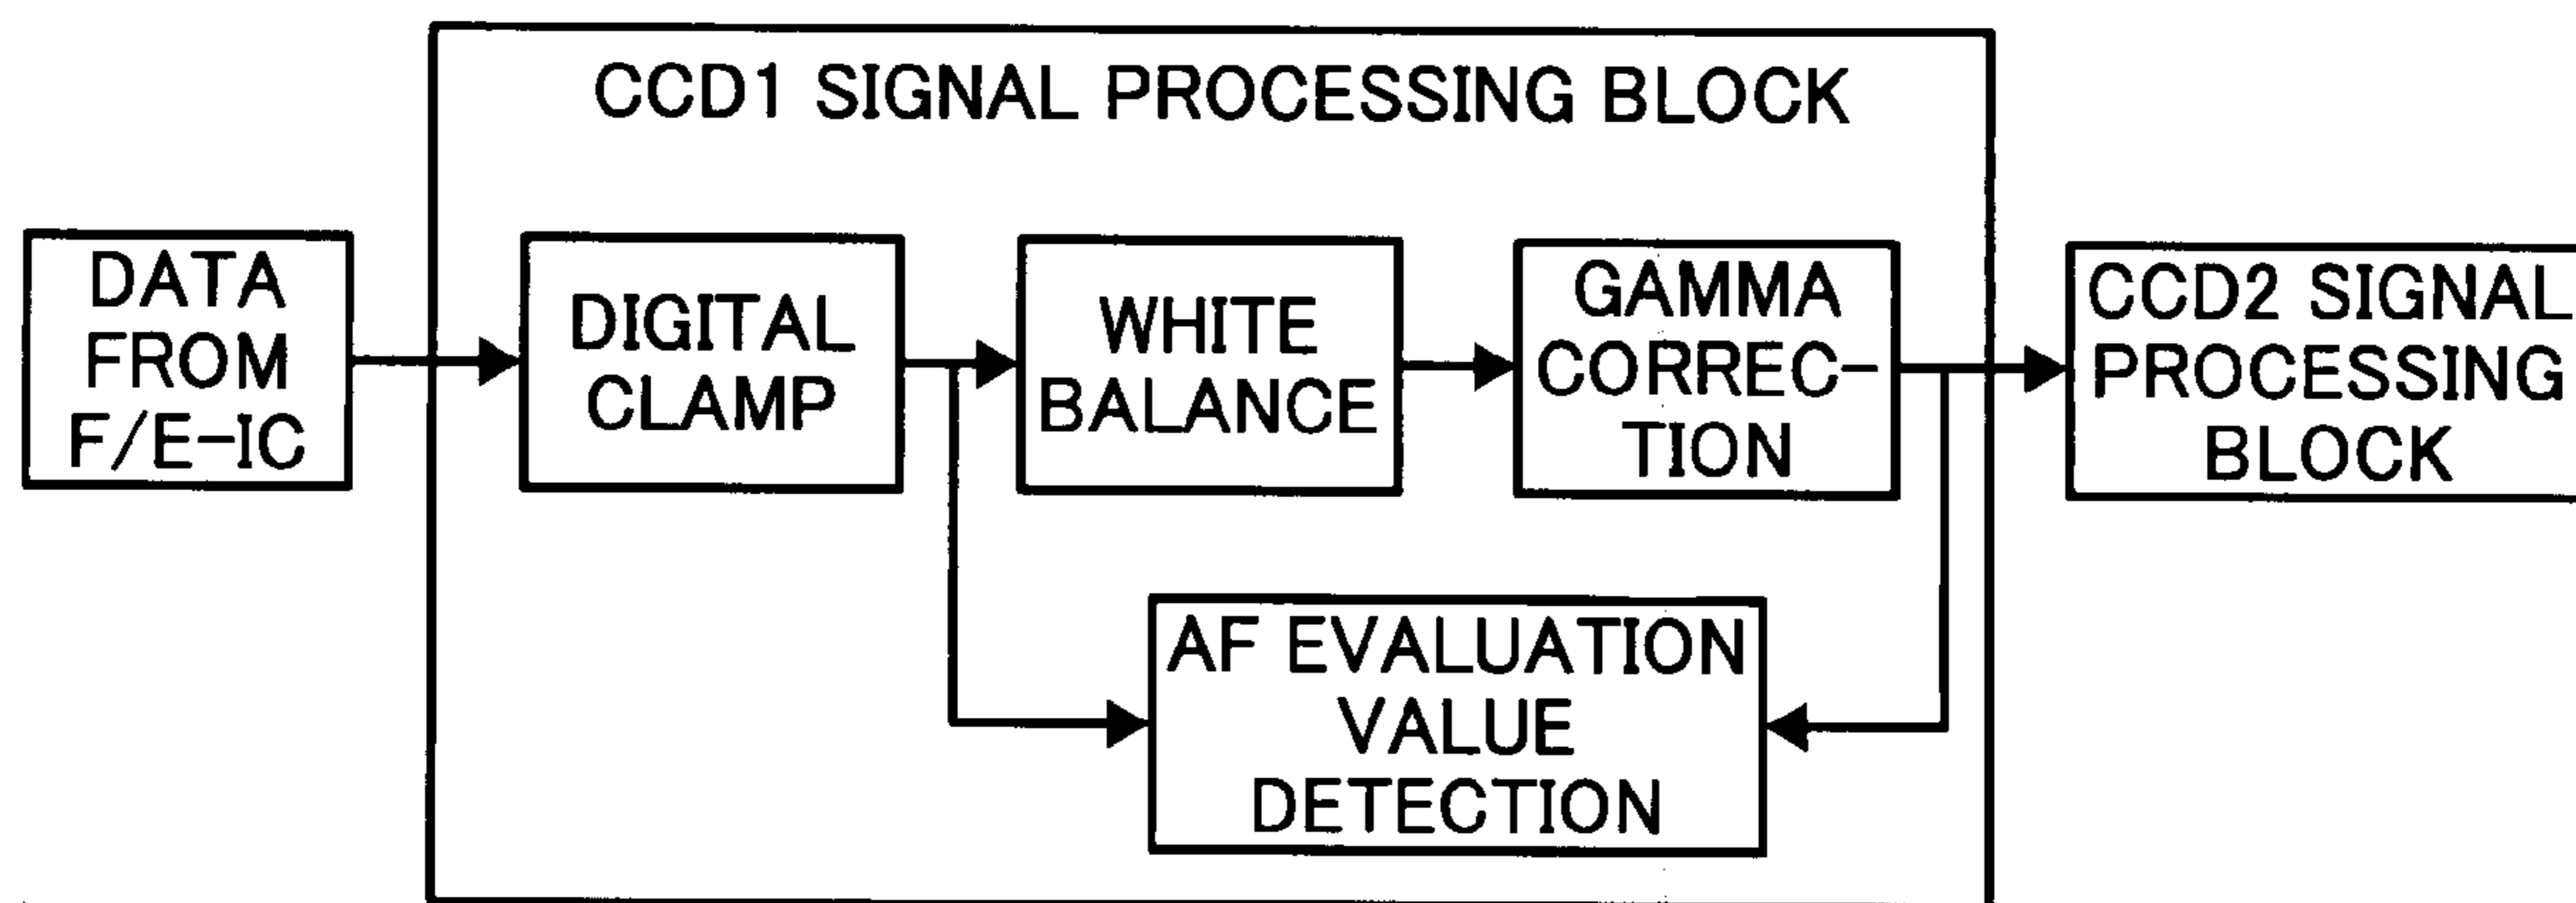 CCD1 SIGNAL PROCESSING BLOCK
DATA
FROM
F/E-IC
DIGITAL
CLAMP
WHITE
BALANCE
GAMMA
CORREC-
TION
CCD2 SIGNAL
PROCESSING
BLOCK
AF EVALUATION
VALUE
DETECTION